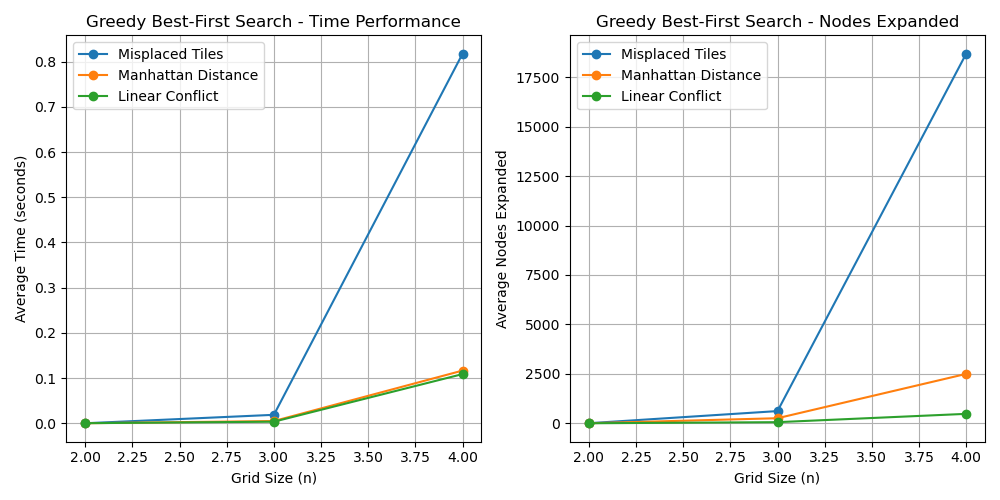 Greedy Best-First Search - Time Performance
Misplaced Tiles
Manhattan Distance
Linear Conflict
0.8
0.7
0.6
0.5
0.4
0.3
0.2
0.1
0.0
Average Time (seconds)
2.00 2.25 2.50 2.75 3.00 3.25 3.50 3.75 4.00
Grid Size (n)
Greedy Best-First Search - Nodes Expanded
Misplaced Tiles
Manhattan Distance
Linear Conflict
17500
15000
12500
10000
7500
5000
2500
0
Average Nodes Expanded
2.00 2.25 2.50 2.75 3.00 3.25 3.50 3.75 4.00
Grid Size (n)